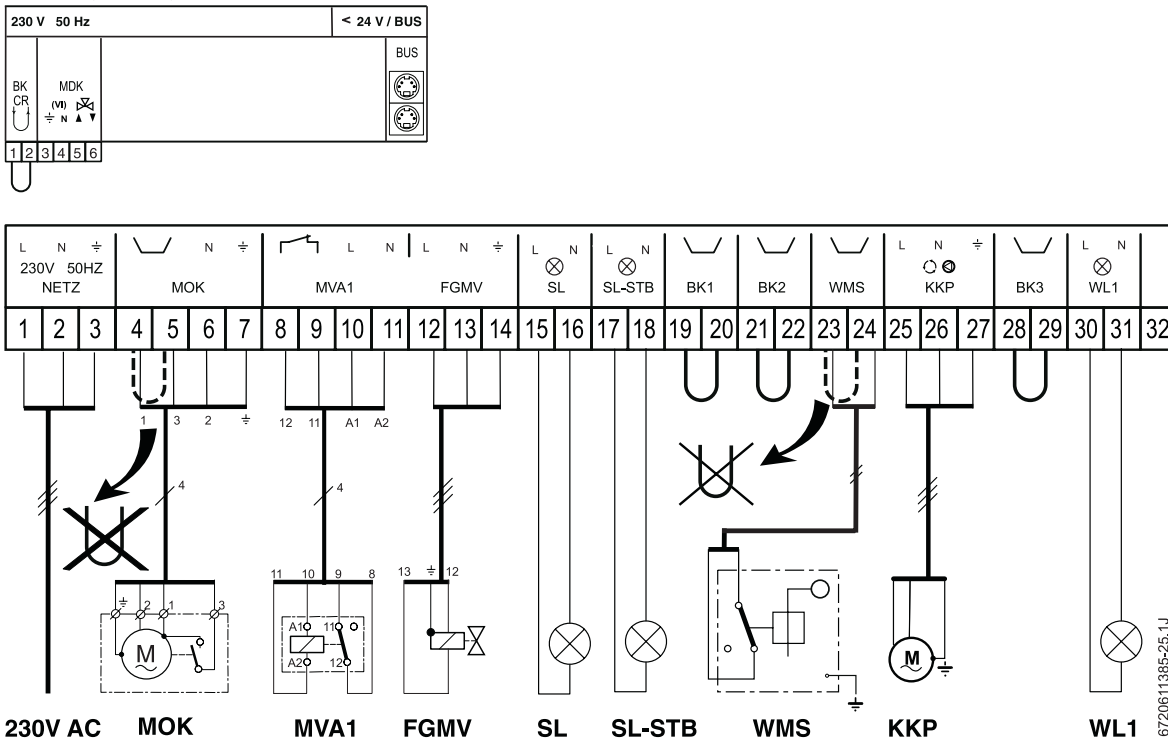 230 V 50 Hz < 24 V / BUS
BUS
BK MDK
CR (VI)
N
1 2 3 4 5 6
L N L N L N L N L N L N L N L N
230V 50HZ
NETZ MOK MVA1 FGMV SL SL-STB BK1 BK2 WMS KKP BK3 WL1
1 2 3 4 5 6 7 8 9 10 11 12 13 14 15 16 17 18 19 20 21 22 23 24 25 26 27 28 29 30 31 32
1 3 2 12 11 A1 A2
4 4
11 10 9 8 13 12
2 1 3
A1 11
M M
A2 12
230V AC MOK MVA1 FGMV SL SL-STB WMS KKP WL1
6720611385-25.1J